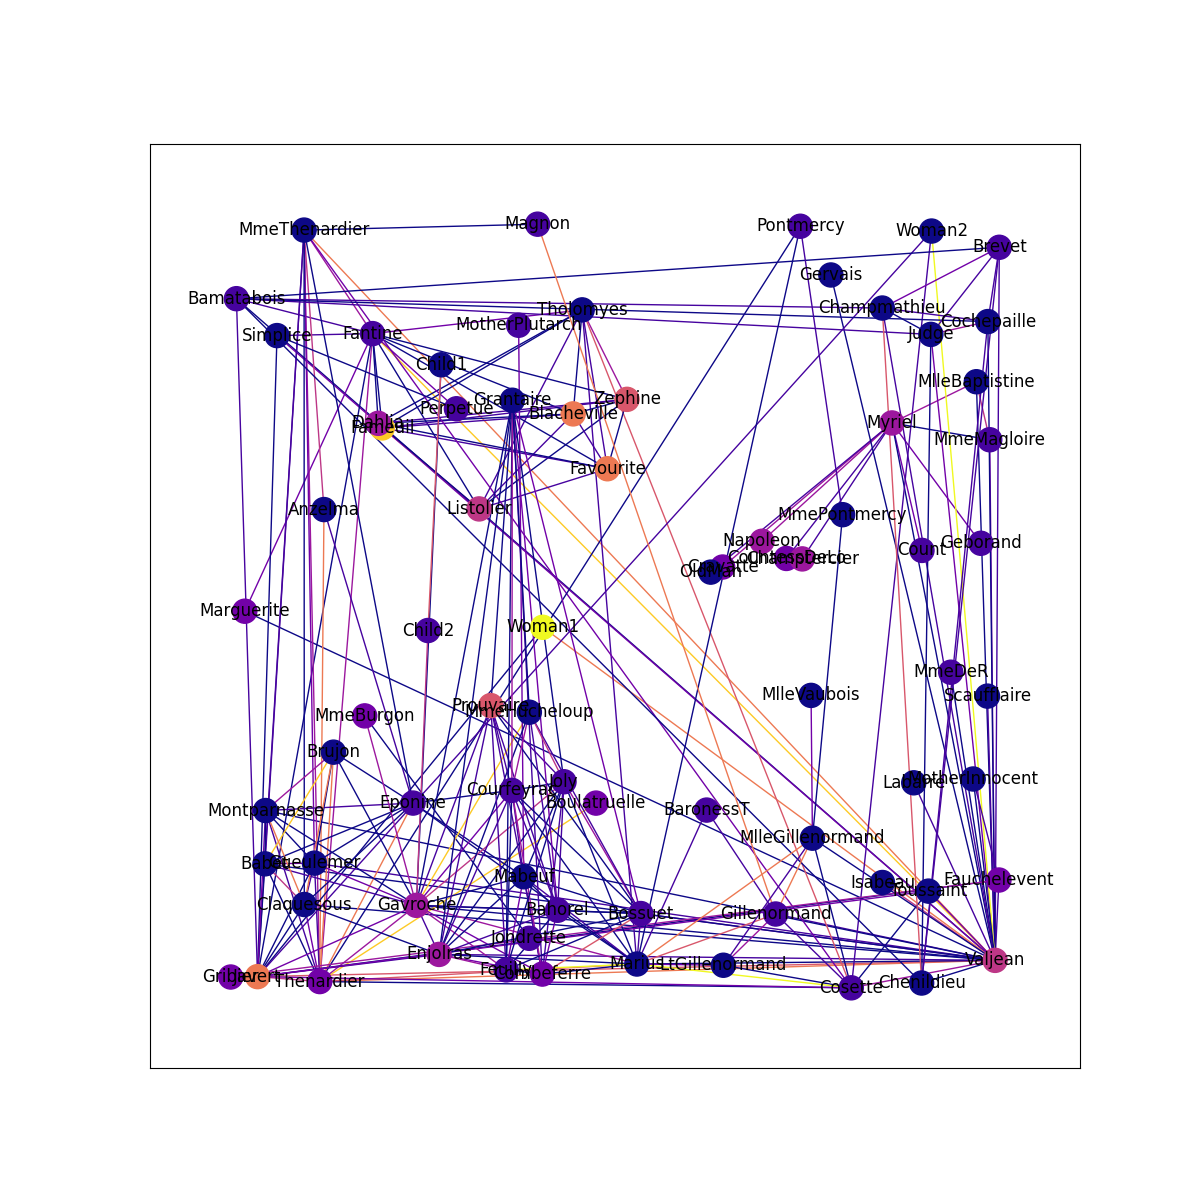 Magnon
MmeThenardier
Pontmercy
Woman2
Brevet
Gervais
Bamatabois
Champmathieu
Tholomyes
MotherPlutarch
Cochepaille
Simplice
Fantine
Judge
Child1
MlleBaptistine
Grantaire
Zephine
Perpetue
Blacheville
Dahlia
Fameuil
Myriel
MmeMagloire
Favourite
Listolier
Anzelma
MmePontmercy
Napoleon
Count
Geborand
CountessDeLo
Champtercier
Cravatte
OldMan
Marguerite
Child2
Woman1
MmeDeR
MlleVaubois
Scaufflaire
Prouvaire
MmeHucheloup
MmeBurgon
Brujon
Joly
Labarre
MotherInnocent
Courfeyrac
Eponine
Boulatruelle
Montparnasse
BaronessT
MlleGillenormand
Babet
Gueulemer
Mabeuf
Isabeau
Toussaint
Fauchelevent
Claquesous
Gavroche
Bahorel
Bossuet
Gillenormand
Jondrette
Enjolras
Feuilly
Combeferre
Marius
LtGillenormand
Valjean
Gribier
Javert
Thenardier
Cosette
Chenildieu